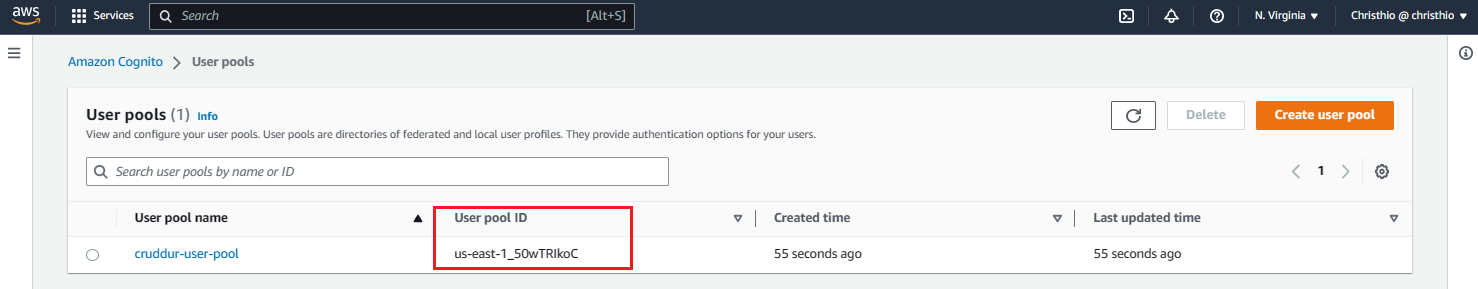 aws Services Search [Alt+S] N. Virginia Christhio @ christhio
Amazon Cognito User pools
User pools (1) Info Delete Create user pool
View and configure your user pools. User pools are directories of federated and local user profiles. They provide authentication options for your users.
Search user pools by name or ID 1
User pool name User pool ID Created time Last updated time
cruddur-user-pool us-east-1_50wTRIkoC 55 seconds ago 55 seconds ago